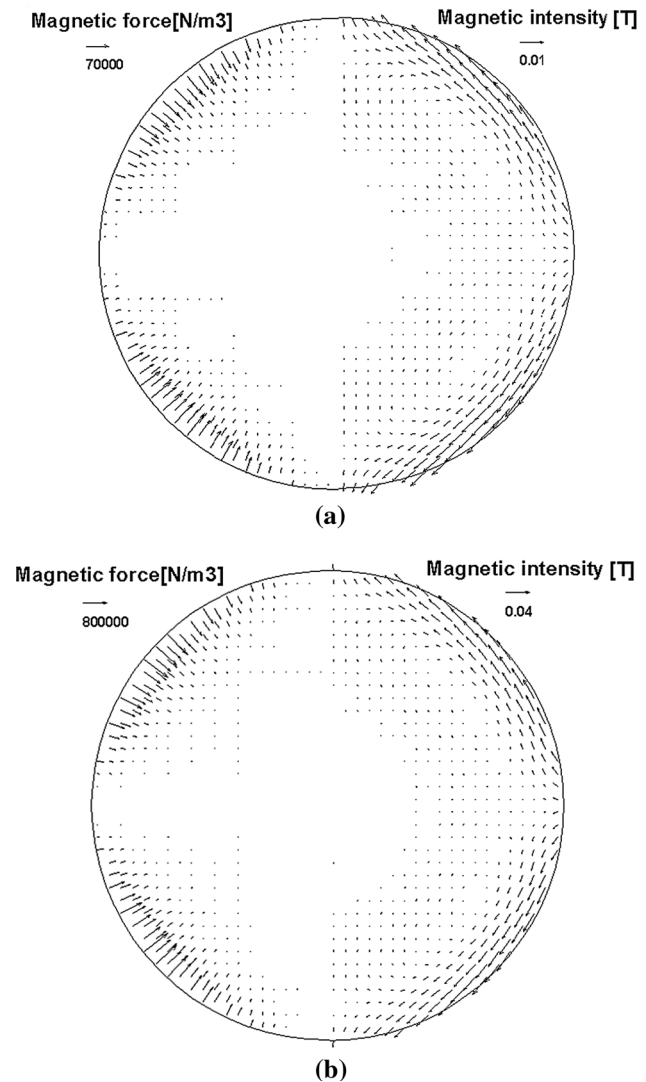 Magnetic force[N/m3]
70000
Magnetic intensity [T]
0.01
(a)
Magnetic force[N/m3]
800000
Magnetic intensity [T]
0.04
(b)